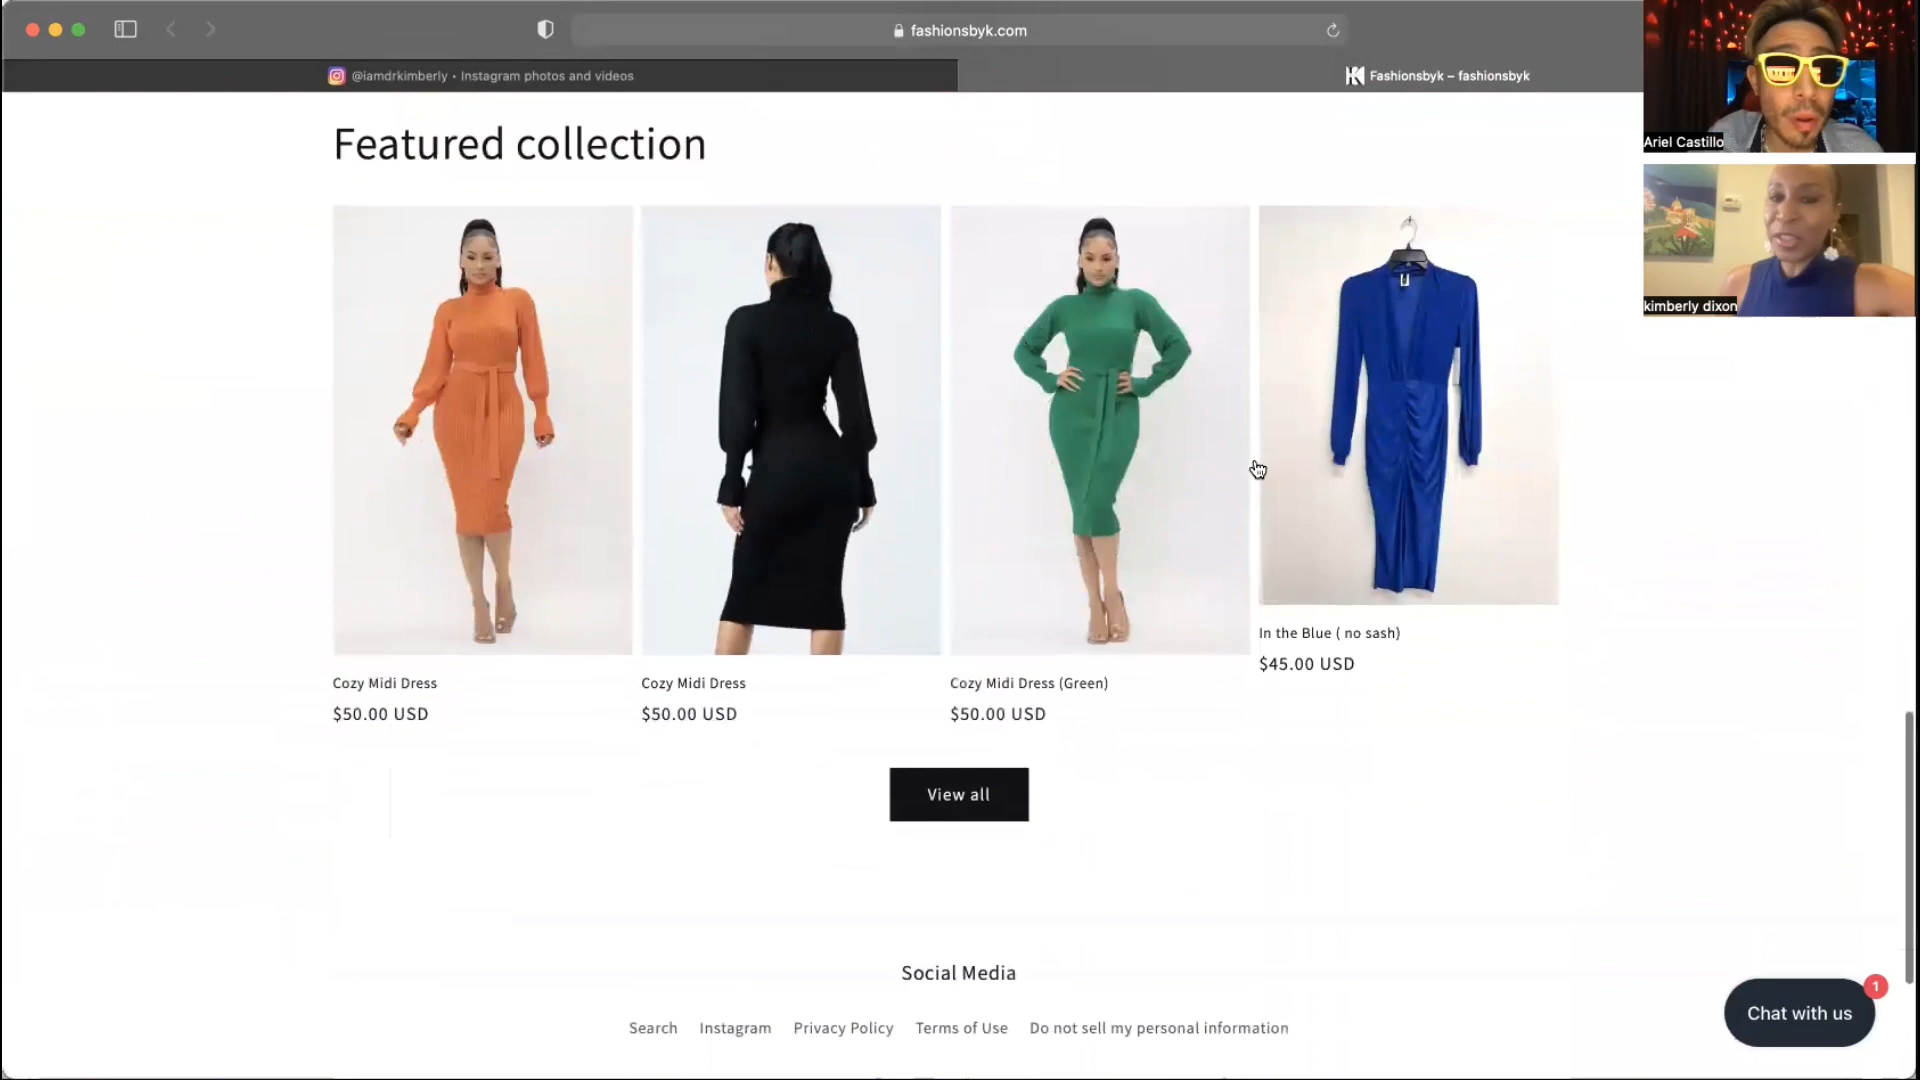 fashionsbyk.com
@iamdrkimberly • Instagram photos and videos
Fashionsbyk – fashionsbyk
Ariel Castillo
kimberly dixon
Featured collection
Cozy Midi Dress
$50.00 USD
Cozy Midi Dress
$50.00 USD
Cozy Midi Dress (Green)
$50.00 USD
In the Blue ( no sash)
$45.00 USD
View all
Social Media
Search Instagram Privacy Policy Terms of Use Do not sell my personal information
1
Chat with us